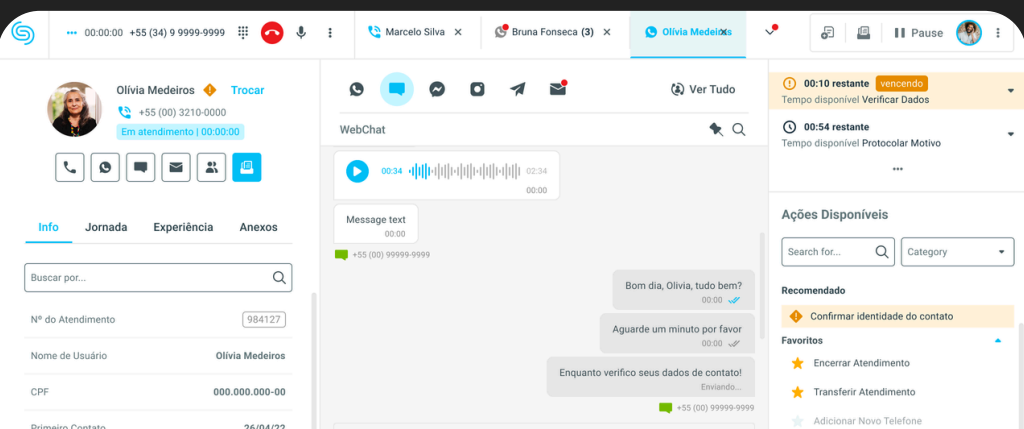 00:00:00 +55 (34) 9 9999-9999
Marcelo Silva
Bruna Fonseca (3)
Olívia Medeiros
Pause
Olívia Medeiros Trocar
+55 (00) 3210-0000
Em atendimento | 00:00:00
Info Jornada Experiência Anexos
Buscar por...
Nº do Atendimento 984127
Nome de Usuário Olívia Medeiros
CPF 000.000.000-00
Primeiro Contato 26/04/22
Ver Tudo
WebChat
00:34 02:34
00:00
Message text
00:00
+55 (00) 99999-9999
Bom dia, Olivia, tudo bem?
00:00
Aguarde um minuto por favor
00:00
Enquanto verifico seus dados de contato!
Enviando...
+55 (00) 99999-9999
00:10 restante vencendo
Tempo disponível Verificar Dados
00:54 restante
Tempo disponível Protocolar Motivo
Ações Disponíveis
Search for... Category
Recomendado
Confirmar identidade do contato
Favoritos
Encerrar Atendimento
Transferir Atendimento
Adicionar Novo Telefone